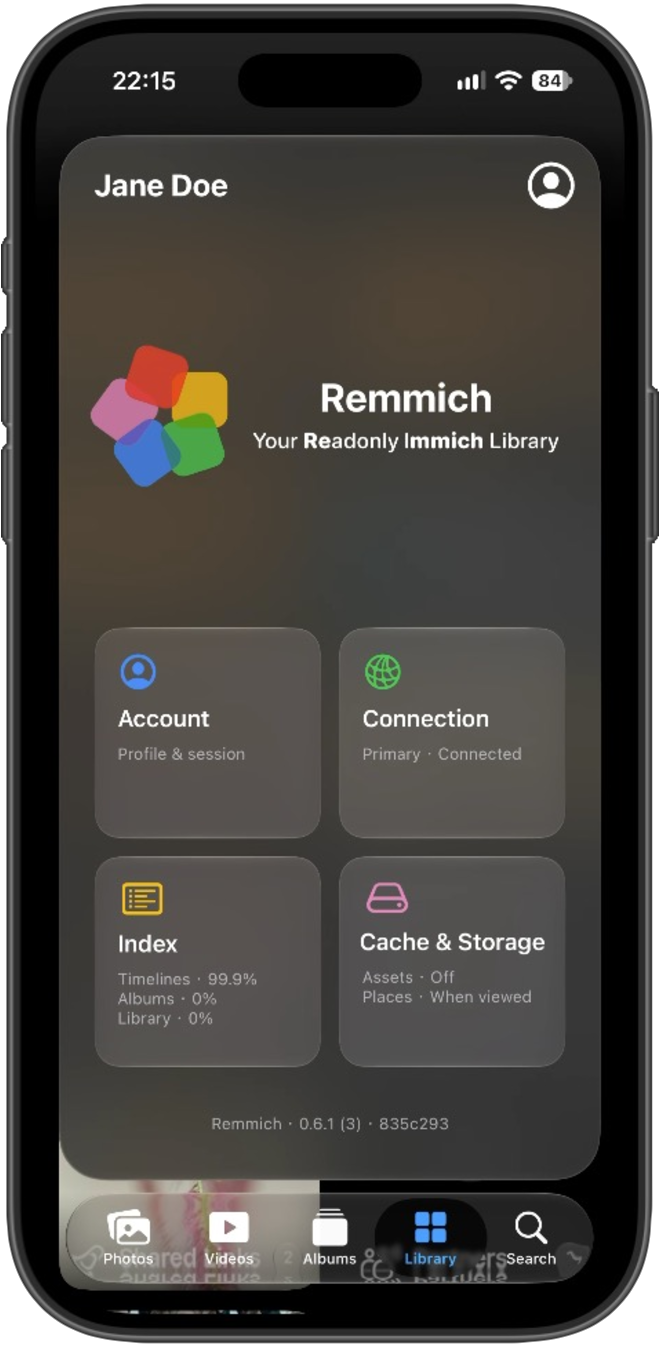 22:15
84
Jane Doe
Remmich
Your Readonly Immich Library
Account
Profile & session
Connection
Primary · Connected
Index
Timelines · 99.9%
Albums · 0%
Library · 0%
Cache & Storage
Assets · Off
Places · When viewed
Remmich · 0.6.1 (3) · 835c293
Photos
Videos
Albums
Library
Search